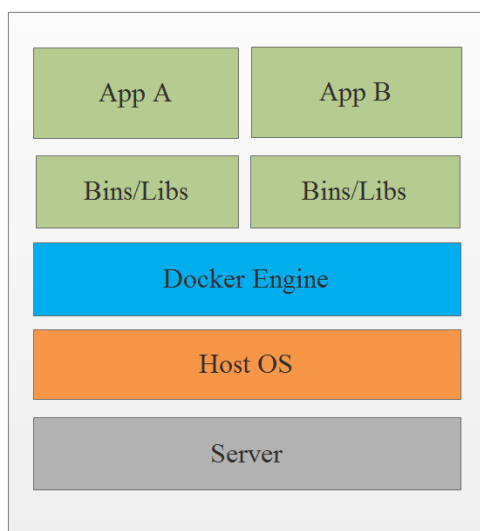 App A
App B
Bins/Libs
Bins/Libs
Docker Engine
Host OS
Server